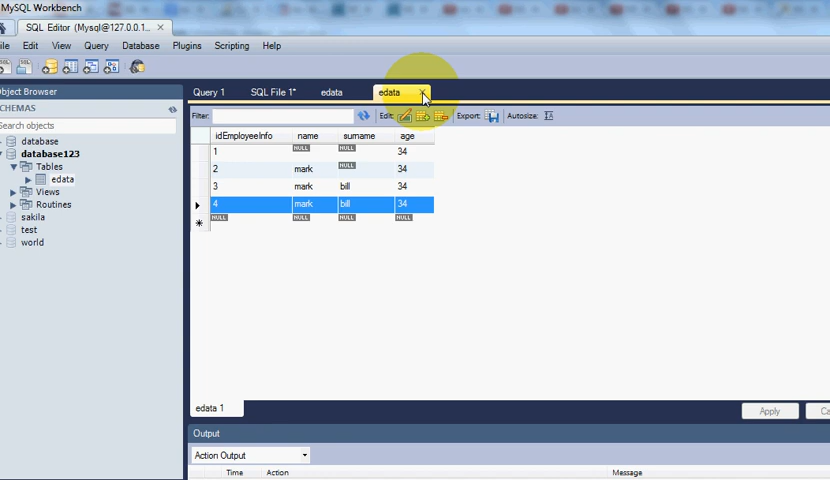 MySQL Workbench
SQL Editor (Mysql@127.0.0.1... ×
ile Edit View Query Database Plugins Scripting Help
Object Browser
CHEMAS
Search objects
database
database123
Tables
edata
Views
Routines
sakila
test
world
Query 1 SQL File 1* edata edata
Filter: Edit: Export: Autosize:
idEmployeeInfo name surname age
1 NULL NULL 34
2 mark NULL 34
3 mark bill 34
4 mark bill 34
NULL NULL NULL NULL
edata 1
Apply Ca
Output
Action Output
Time Action Message